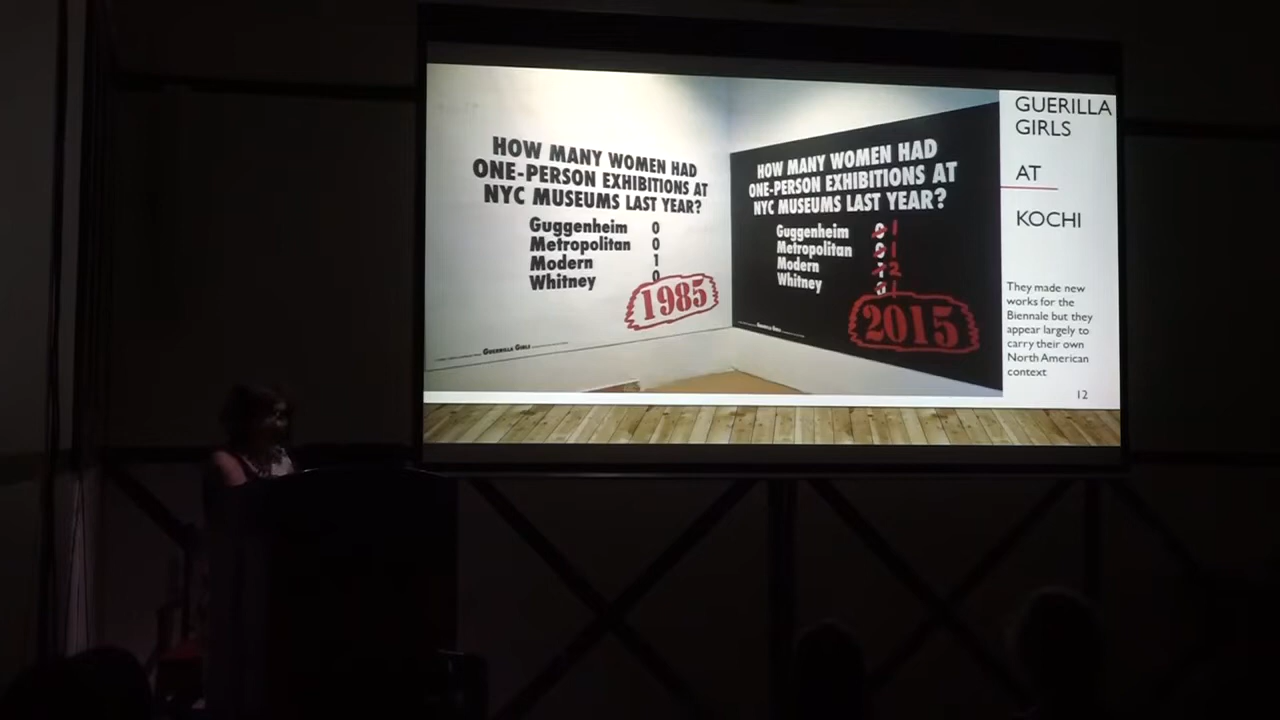 HOW MANY WOMEN HAD
ONE-PERSON EXHIBITIONS AT
NYC MUSEUMS LAST YEAR?
Guggenheim 0
Metropolitan 0
Modern 1
Whitney 0
1985
GUERRILLA GIRLS
HOW MANY WOMEN HAD
ONE-PERSON EXHIBITIONS AT
NYC MUSEUMS LAST YEAR?
Guggenheim 0 1
Metropolitan 0 1
Modern 1 2
Whitney 0 1
2015
GUERRILLA GIRLS
GUERILLA
GIRLS
AT
KOCHI
They made new
works for the
Biennale but they
appear largely to
carry their own
North American
context
12